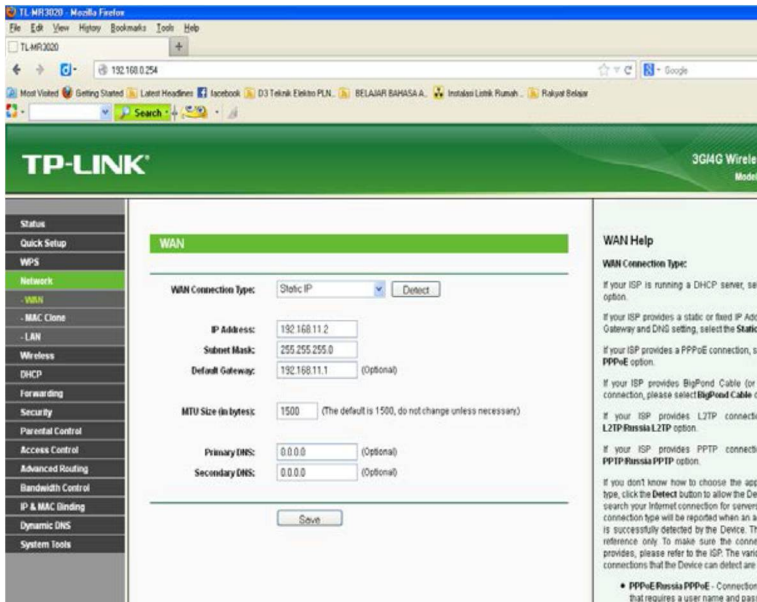 TL-MR3020 - Mozilla Firefox
File Edit View History Bookmarks Tools Help
TL-MR3020 +
192.168.0.254
Google
Most Visited Getting Started Latest Headlines facebook D3 Teknik Elektro PLN... BELAJAR BAHASA A... Instalasi Listrik Rumah... Rakyat Belajar
Search
TP-LINK
3G/4G Wirele
Model
Status
Quick Setup
WPS
Network
- WAN
- MAC Clone
- LAN
Wireless
DHCP
Forwarding
Security
Parental Control
Access Control
Advanced Routing
Bandwidth Control
IP & MAC Binding
Dynamic DNS
System Tools
WAN
WAN Connection Type: Static IP Detect
IP Address: 192.168.11.2
Subnet Mask: 255.255.255.0
Default Gateway: 192.168.11.1 (Optional)
MTU Size (in bytes): 1500 (The default is 1500, do not change unless necessary.)
Primary DNS: 0.0.0.0 (Optional)
Secondary DNS: 0.0.0.0 (Optional)
Save
WAN Help
WAN Connection Type:
If your ISP is running a DHCP server, sel
option.
If your ISP provides a static or fixed IP Add
Gateway and DNS setting, select the Static
If your ISP provides a PPPoE connection, s
PPPoE option.
If your ISP provides BigPond Cable (or
connection, please select BigPond Cable o
If your ISP provides L2TP connecti
L2TP/Russia L2TP option.
If your ISP provides PPTP connecti
PPTP/Russia PPTP option.
If you don't know how to choose the app
type, click the Detect button to allow the De
search your Internet connection for servers
connection type will be reported when an a
is successfully detected by the Device. Th
reference only. To make sure the conne
provides, please refer to the ISP. The vario
connections that the Device can detect are
• PPPoE/Russia PPPoE - Connection
that requires a user name and pass